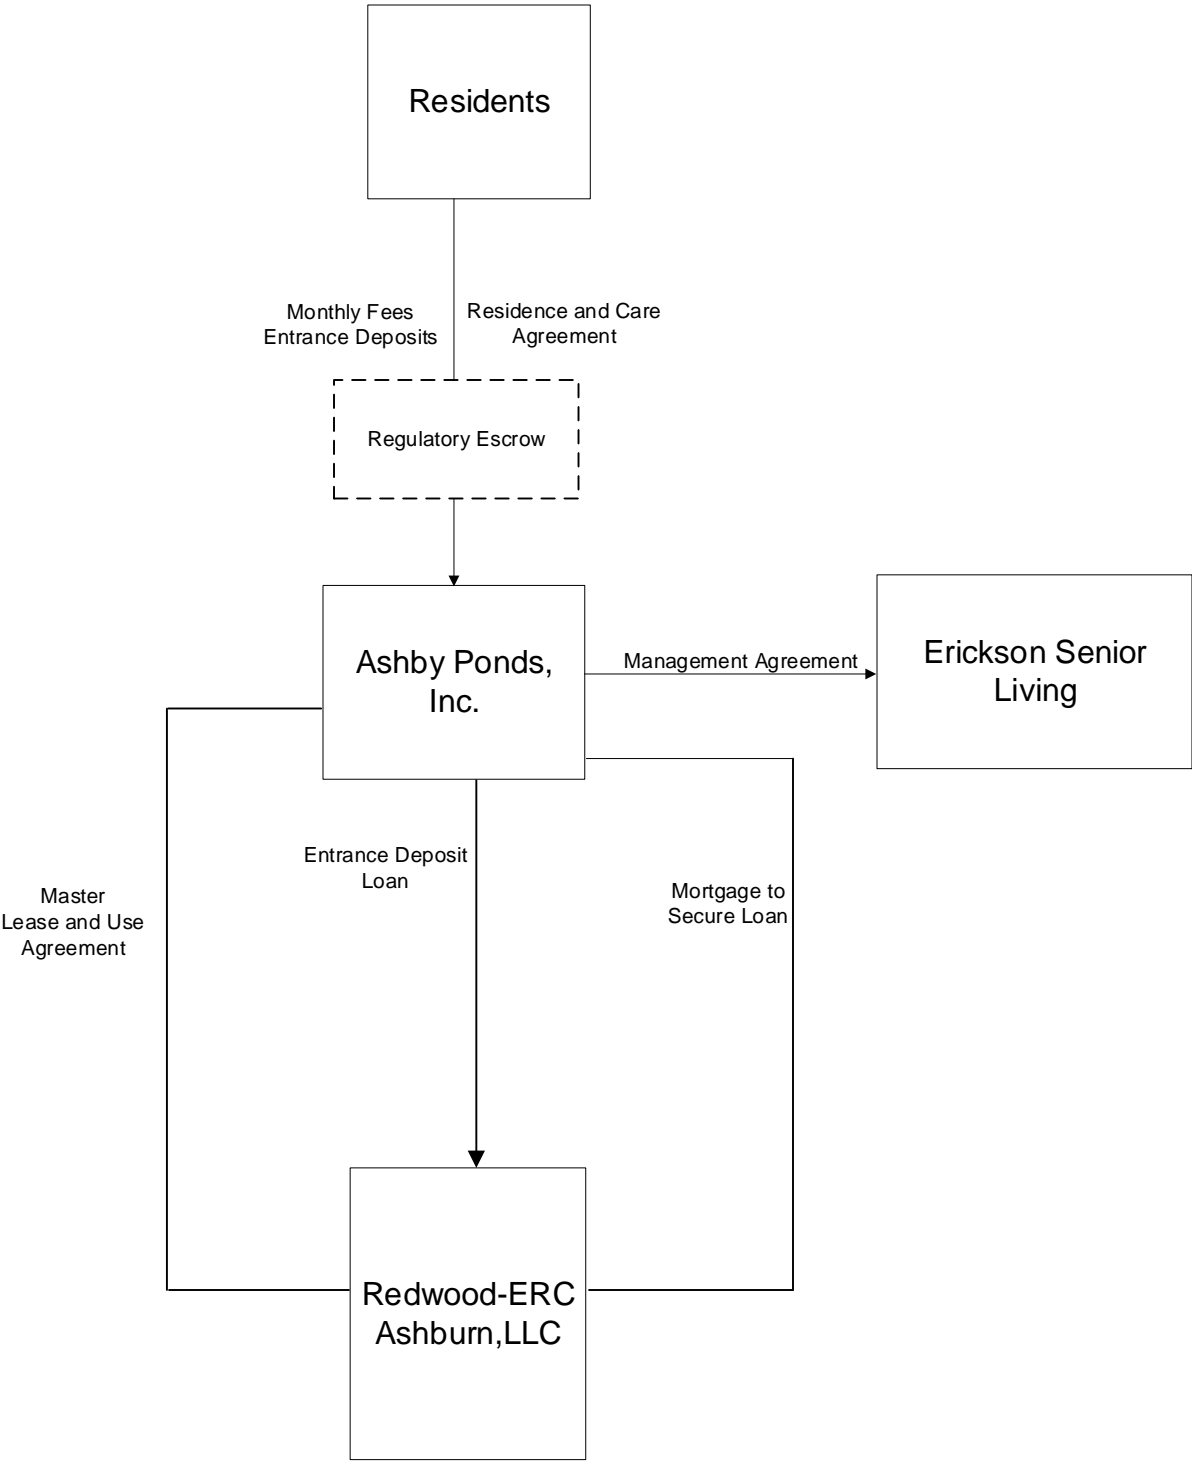 Residents
Monthly Fees
Entrance Deposits
Residence and Care
Agreement
Regulatory Escrow
Ashby Ponds,
Inc.
Management Agreement
Erickson Senior
Living
Entrance Deposit
Loan
Master
Lease and Use
Agreement
Mortgage to
Secure Loan
Redwood-ERC
Ashburn,LLC